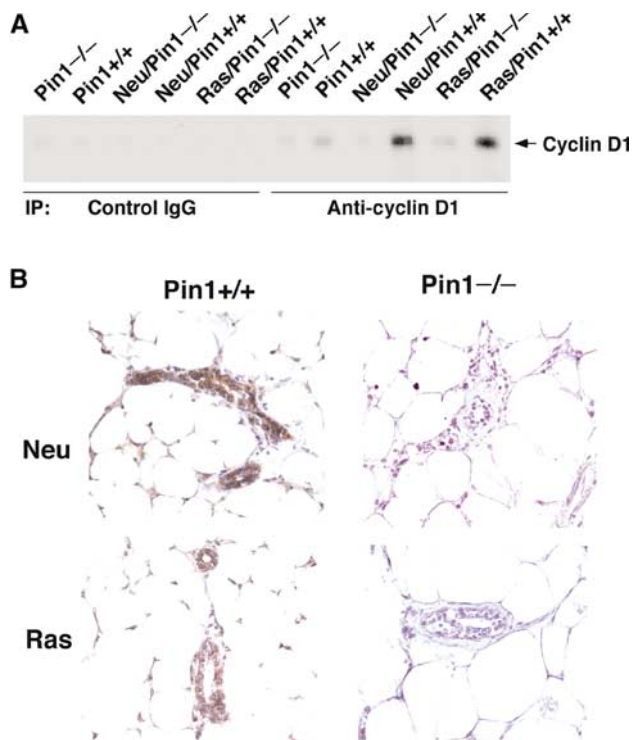 A
Pin1−/− Pin1+/+ Neu/Pin1−/− Neu/Pin1+/+ Ras/Pin1−/− Ras/Pin1+/+ Pin1−/− Pin1+/+ Neu/Pin1−/− Neu/Pin1+/+ Ras/Pin1−/− Ras/Pin1+/+
Cyclin D1
IP: Control IgG Anti-cyclin D1
B
Pin1+/+ Pin1−/−
Neu
Ras